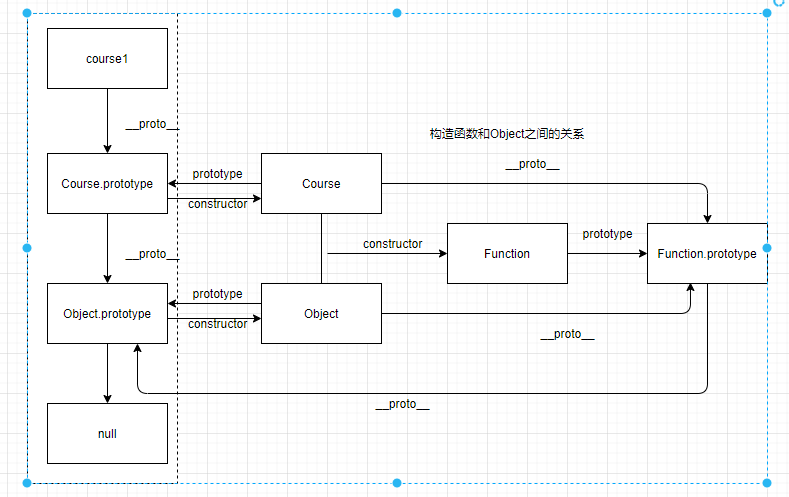 course1
__proto__
构造函数和Object之间的关系
__proto__
prototype
Course.prototype
Course
constructor
prototype
constructor
__proto__
Function
Function.prototype
prototype
Object.prototype
Object
constructor
__proto__
__proto__
null